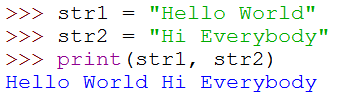 >>> str1 = "Hello World"
>>> str2 = "Hi Everybody"
>>> print(str1, str2)
Hello World Hi Everybody